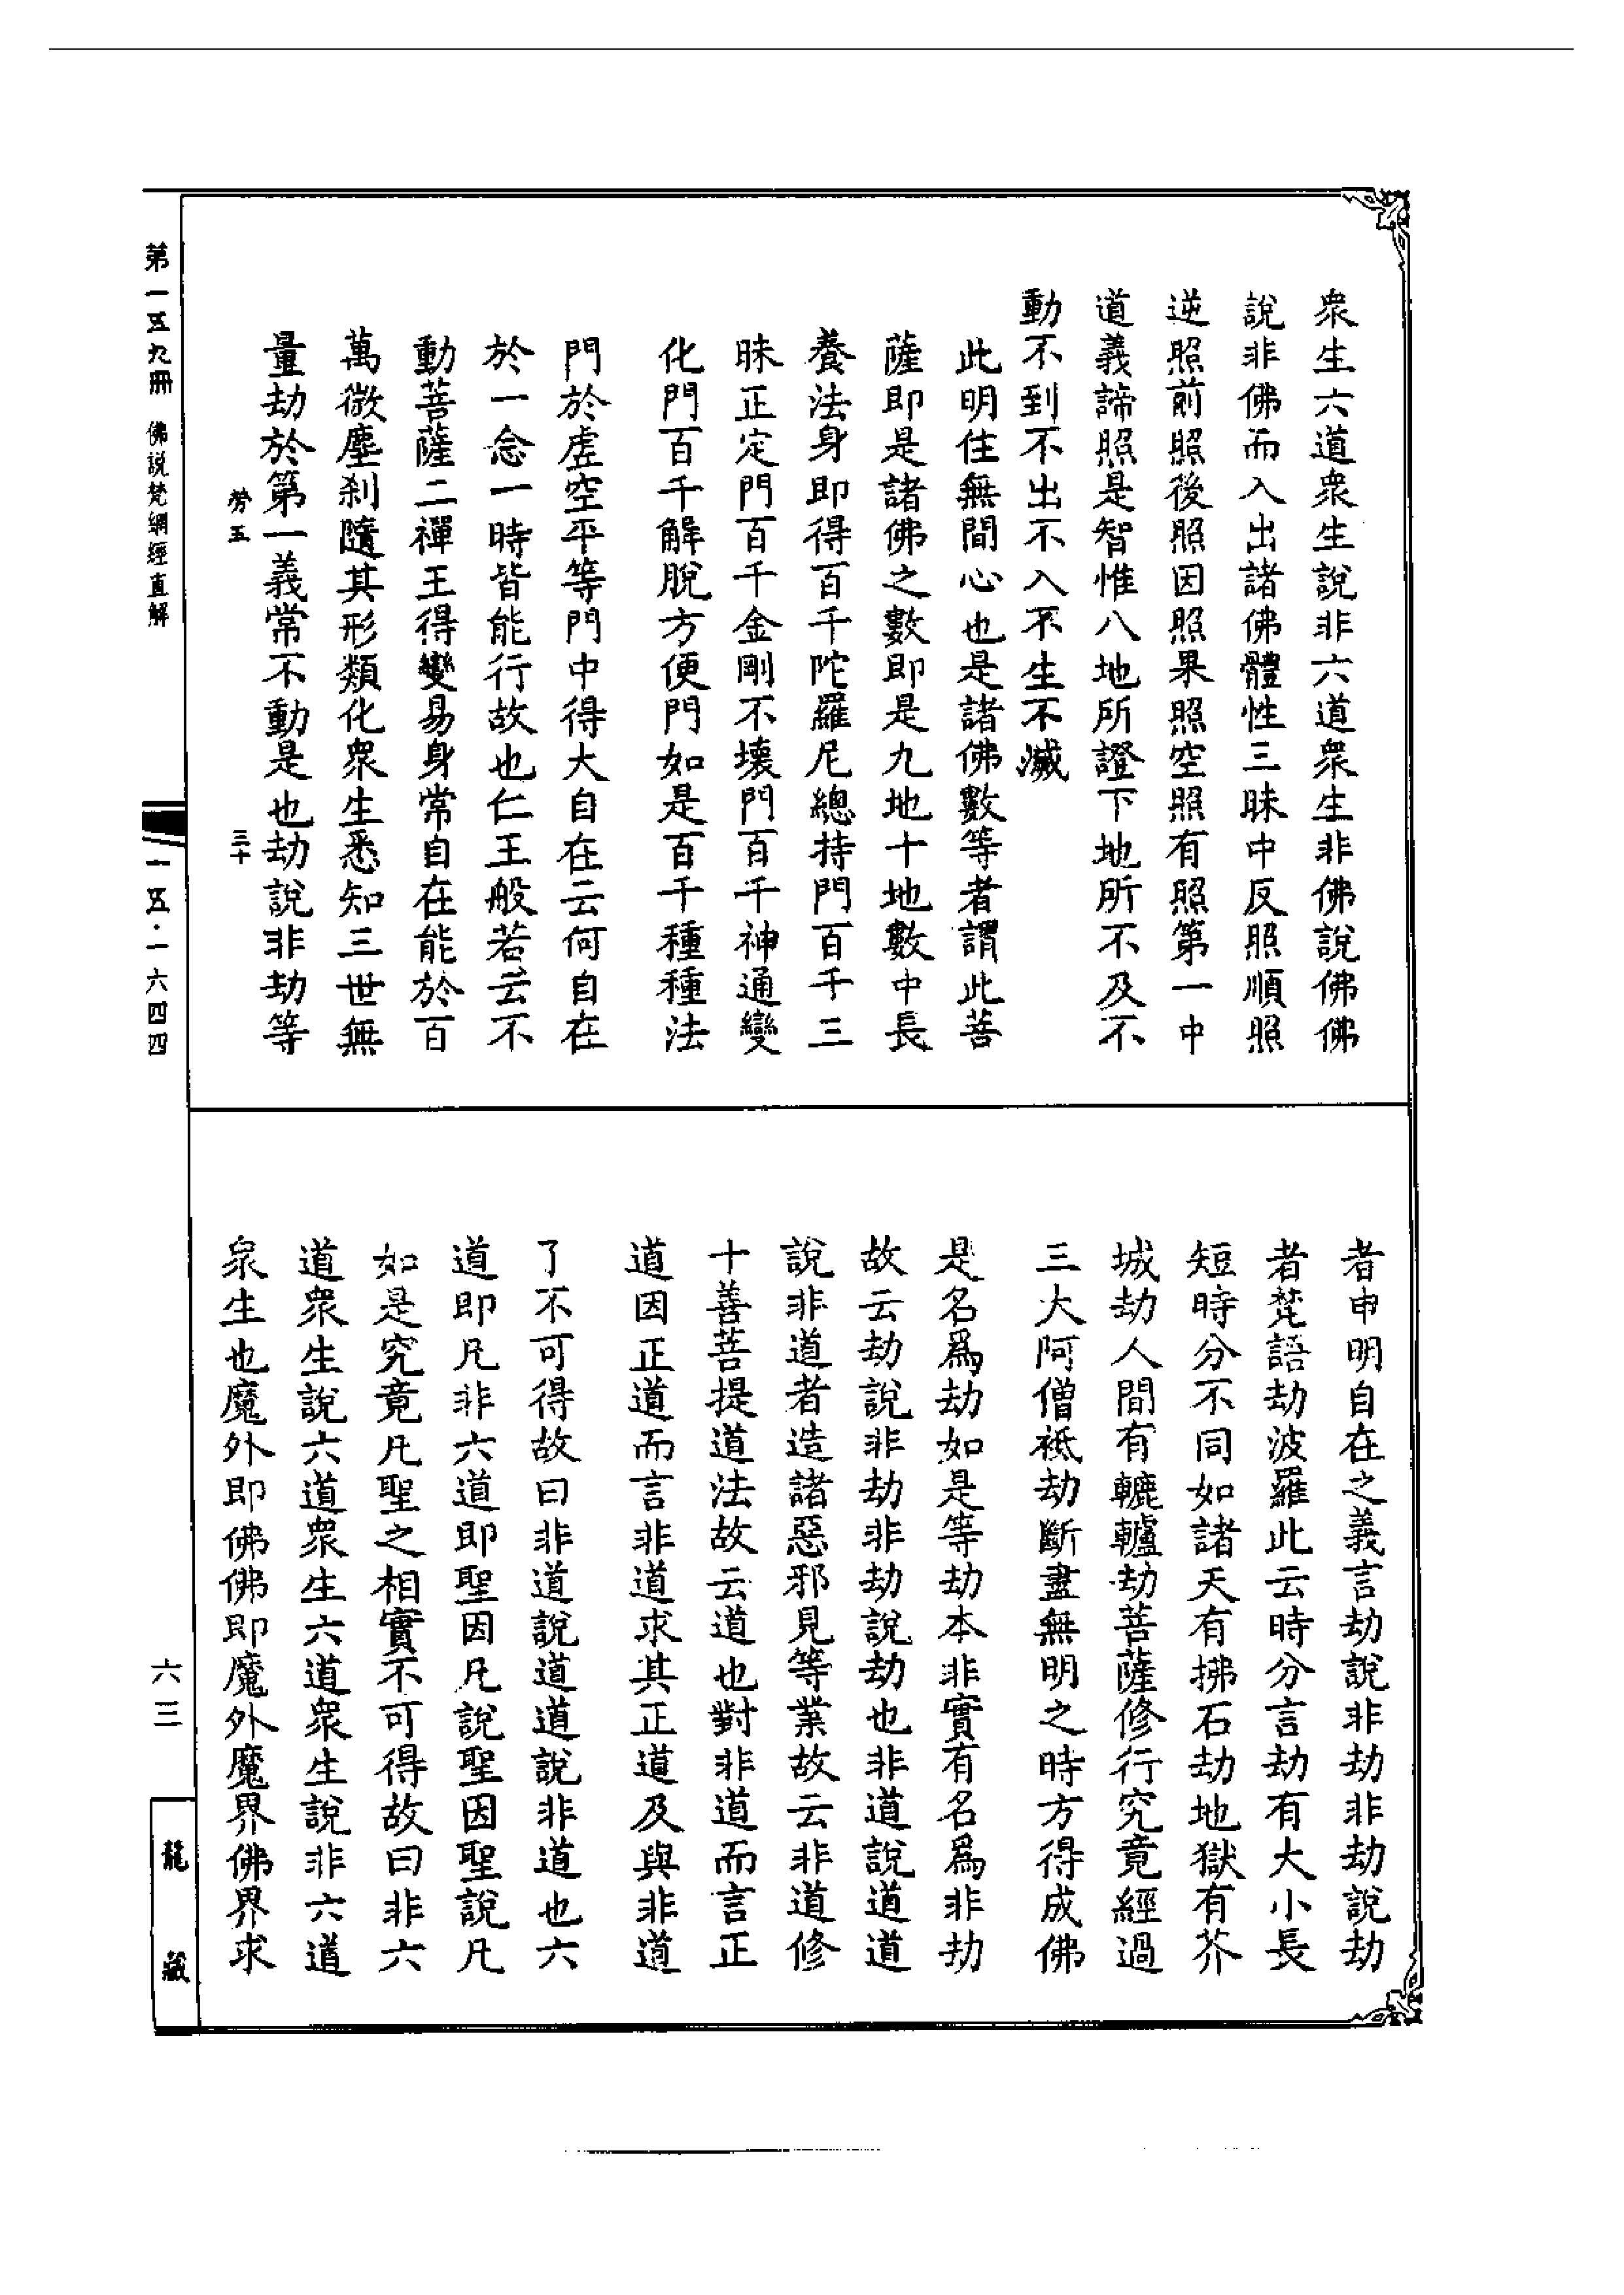 衆生六道衆生說非六道衆生非佛說佛佛
說非佛而入出諸佛體性三昧中反照順照
逆照前照後照因照果照空照有照第一中
道義諦照是智惟八地所證下地所不及不
動不到不出不入不生不滅
此明住無間心也是諸佛數等者謂此菩
薩即是諸佛之數即是九地十地數中長
養法身即得百千陀羅尼總持門百千三
昧正定門百千金剛不壞門百千神通變
化門百千解脫方便門如是百千種種法
門於虛空平等門中得大自在云何自在
於一念一時皆能行故也仁王般若云不
動菩薩二禪王得變易身常自在能於百
萬微塵刹隨其形類化衆生悉知三世無
量劫於第一義常不動是也劫說非劫等
勞五 三十
者申明自在之義言劫說非劫非劫說劫
者梵語劫波羅此云時分言劫有大小長
短時分不同如諸天有拂石劫地獄有芥
城劫人間有轆轤劫菩薩修行究竟經過
三大阿僧祇劫斷盡無明之時方得成佛
是名爲劫如是等劫本非實有名爲非劫
故云劫說非劫非劫說劫也非道說道道
說非道者造諸惡邪見等業故云非道修
十善菩提道法故云道也對非道而言正
道因正道而言非道求其正道及與非道
了不可得故曰非道說道道說非道也六
道即凡非六道即聖因凡說聖因聖說凡
如是究竟凡聖之相實不可得故曰非六
道衆生說六道衆生六道衆生說非六道
衆生也魔外即佛佛即魔外魔界佛界求
第一五九冊 佛說梵網經直解
一五·一六四四
六三
龍藏